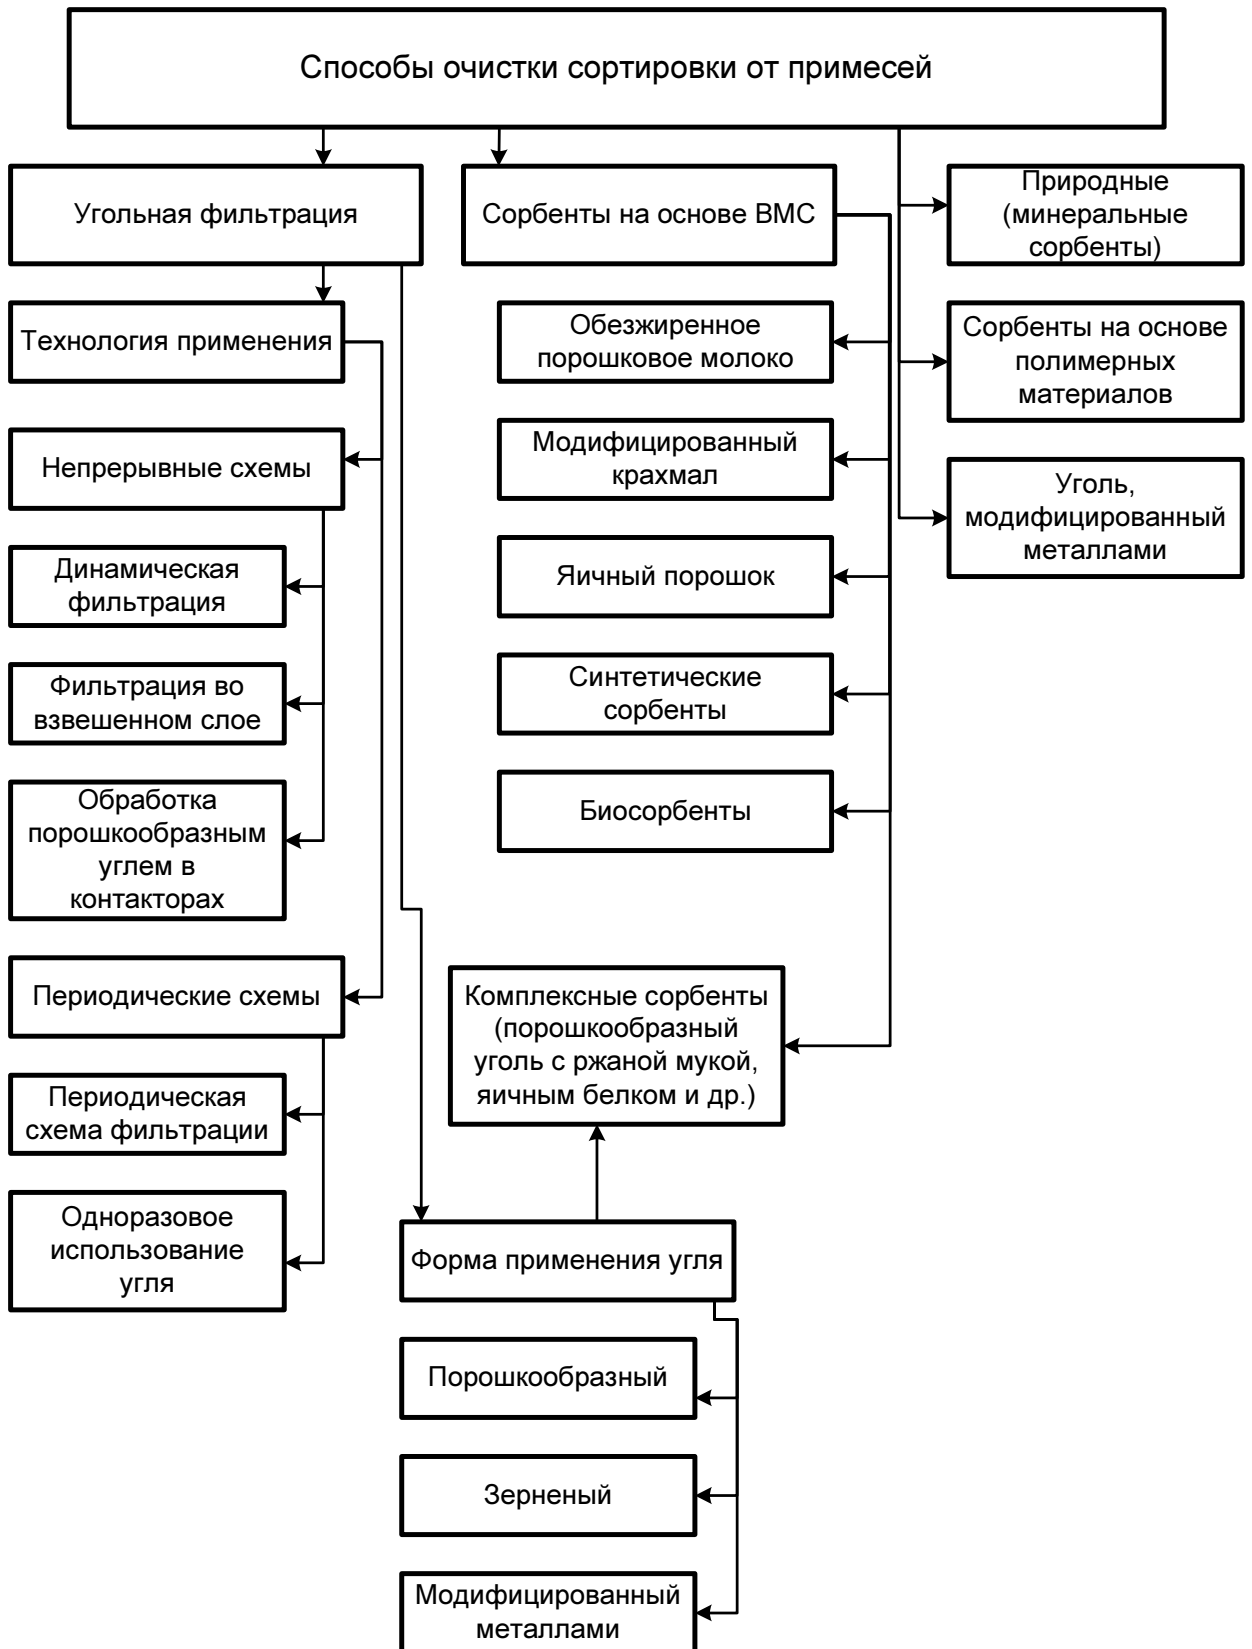 Способы очистки сортировки от примесей
Угольная фильтрация
Сорбенты на основе ВМС
Природные
(минеральные
сорбенты)
Технология применения
Обезжиренное
порошковое молоко
Сорбенты на основе
полимерных
материалов
Непрерывные схемы
Модифицированный
крахмал
Уголь,
модифицированный
металлами
Динамическая
фильтрация
Яичный порошок
Фильтрация во
взвешенном слое
Синтетические
сорбенты
Обработка
порошкообразным
углем в
контакторах
Биосорбенты
Периодические схемы
Комплексные сорбенты
(порошкообразный
уголь с ржаной мукой,
яичным белком и др.)
Периодическая
схема фильтрации
Одноразовое
использование
угля
Форма применения угля
Порошкообразный
Зерненый
Модифицированный
металлами